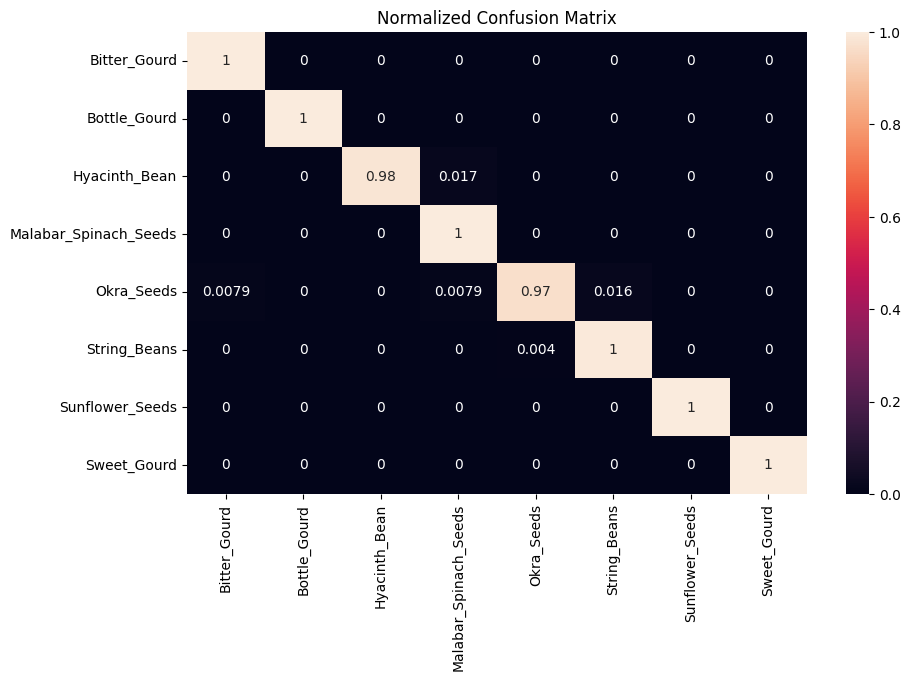 Normalized Confusion Matrix
Bitter_Gourd 1 0 0 0 0 0 0 0
Bottle_Gourd 0 1 0 0 0 0 0 0
Hyacinth_Bean 0 0 0.98 0.017 0 0 0 0
Malabar_Spinach_Seeds 0 0 0 1 0 0 0 0
Okra_Seeds 0.0079 0 0 0.0079 0.97 0.016 0 0
String_Beans 0 0 0 0 0.004 1 0 0
Sunflower_Seeds 0 0 0 0 0 0 1 0
Sweet_Gourd 0 0 0 0 0 0 0 1
Bitter_Gourd
Bottle_Gourd
Hyacinth_Bean
Malabar_Spinach_Seeds
Okra_Seeds
String_Beans
Sunflower_Seeds
Sweet_Gourd
1.0
0.8
0.6
0.4
0.2
0.0